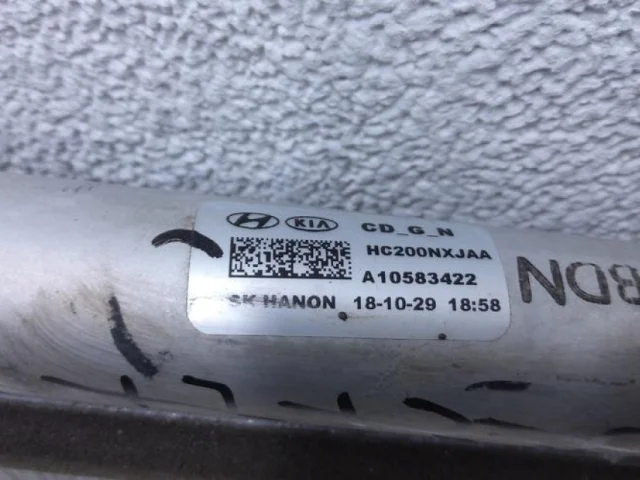 KIA CD_G_N
HC200NXJAA
A10583422
SK HANON 18-10-29 18:58
BDN